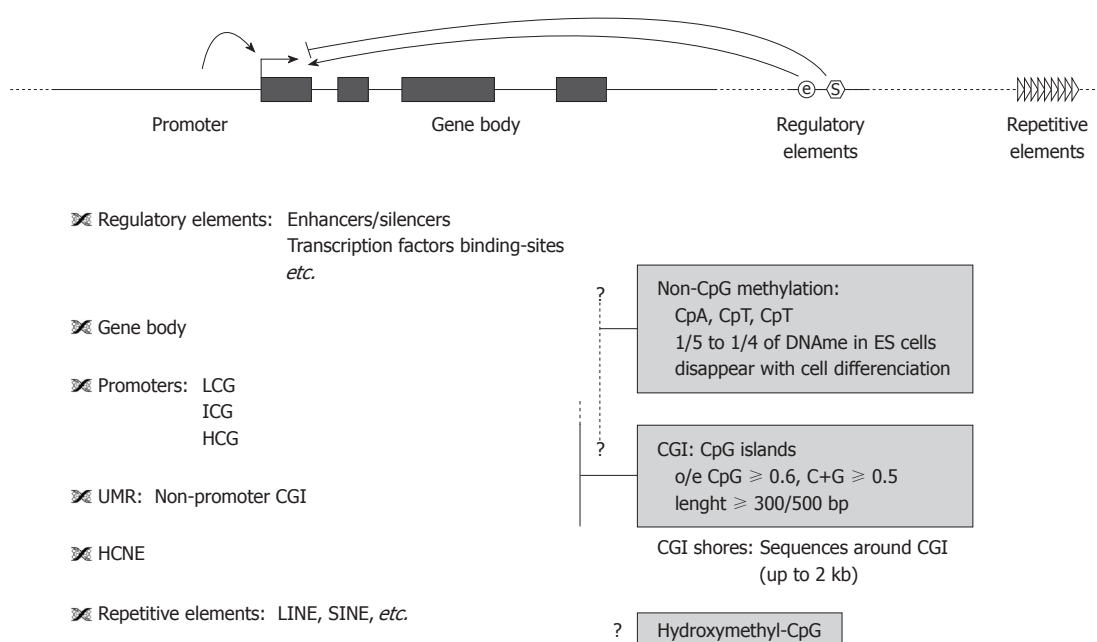 e S
Promoter Gene body Regulatory elements Repetitive elements
Regulatory elements: Enhancers/silencers
Transcription factors binding-sites
etc.
Gene body
Promoters: LCG
ICG
HCG
UMR: Non-promoter CGI
HCNE
Repetitive elements: LINE, SINE, etc.
?
Non-CpG methylation:
CpA, CpT, CpT
1/5 to 1/4 of DNAme in ES cells
disappear with cell differenciation
?
CGI: CpG islands
o/e CpG ≥ 0.6, C+G ≥ 0.5
lenght ≥ 300/500 bp
CGI shores: Sequences around CGI
(up to 2 kb)
? Hydroxymethyl-CpG